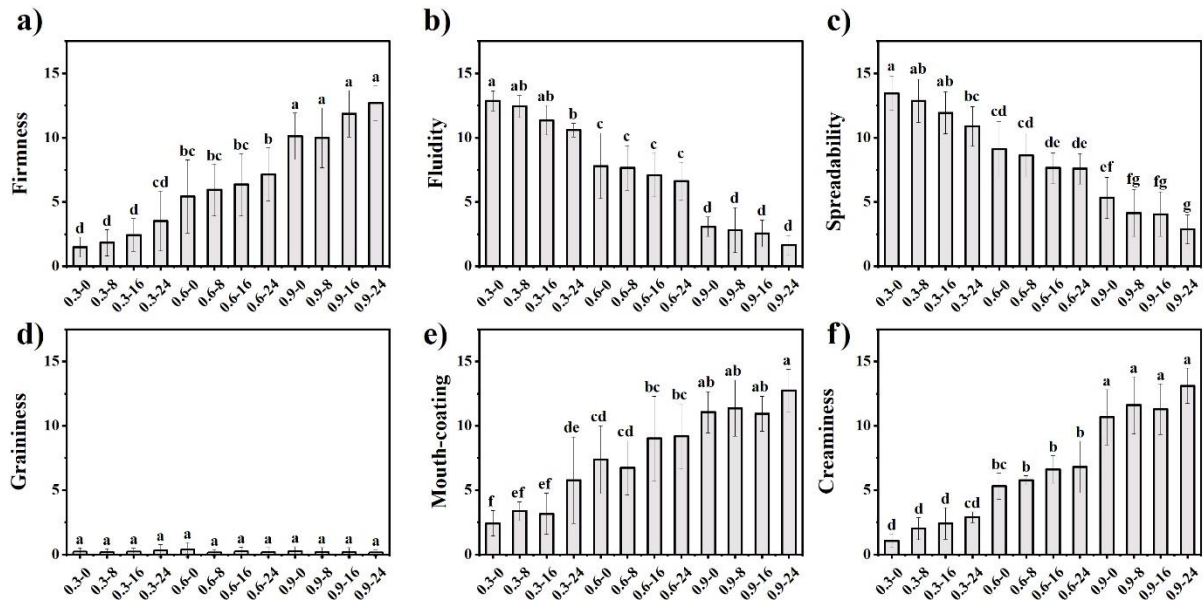 a)
Firmness
15
10
5
0
d d d cd bc bc bc b a a a a
0.3-0 0.3-8 0.3-16 0.3-24 0.6-0 0.6-8 0.6-16 0.6-24 0.9-0 0.9-8 0.9-16 0.9-24
b)
Fluidity
15
10
5
0
a ab ab b c c c c d d d d
0.3-0 0.3-8 0.3-16 0.3-24 0.6-0 0.6-8 0.6-16 0.6-24 0.9-0 0.9-8 0.9-16 0.9-24
c)
Spreadability
15
10
5
0
a ab ab bc cd cd de de ef fg fg g
0.3-0 0.3-8 0.3-16 0.3-24 0.6-0 0.6-8 0.6-16 0.6-24 0.9-0 0.9-8 0.9-16 0.9-24
d)
Graininess
15
10
5
0
a a a a a a a a a a a a
0.3-0 0.3-8 0.3-16 0.3-24 0.6-0 0.6-8 0.6-16 0.6-24 0.9-0 0.9-8 0.9-16 0.9-24
e)
Mouth-coating
15
10
5
0
f ef ef de cd cd bc bc ab ab ab a
0.3-0 0.3-8 0.3-16 0.3-24 0.6-0 0.6-8 0.6-16 0.6-24 0.9-0 0.9-8 0.9-16 0.9-24
f)
Creaminess
15
10
5
0
d d d cd bc b b b a a a a
0.3-0 0.3-8 0.3-16 0.3-24 0.6-0 0.6-8 0.6-16 0.6-24 0.9-0 0.9-8 0.9-16 0.9-24